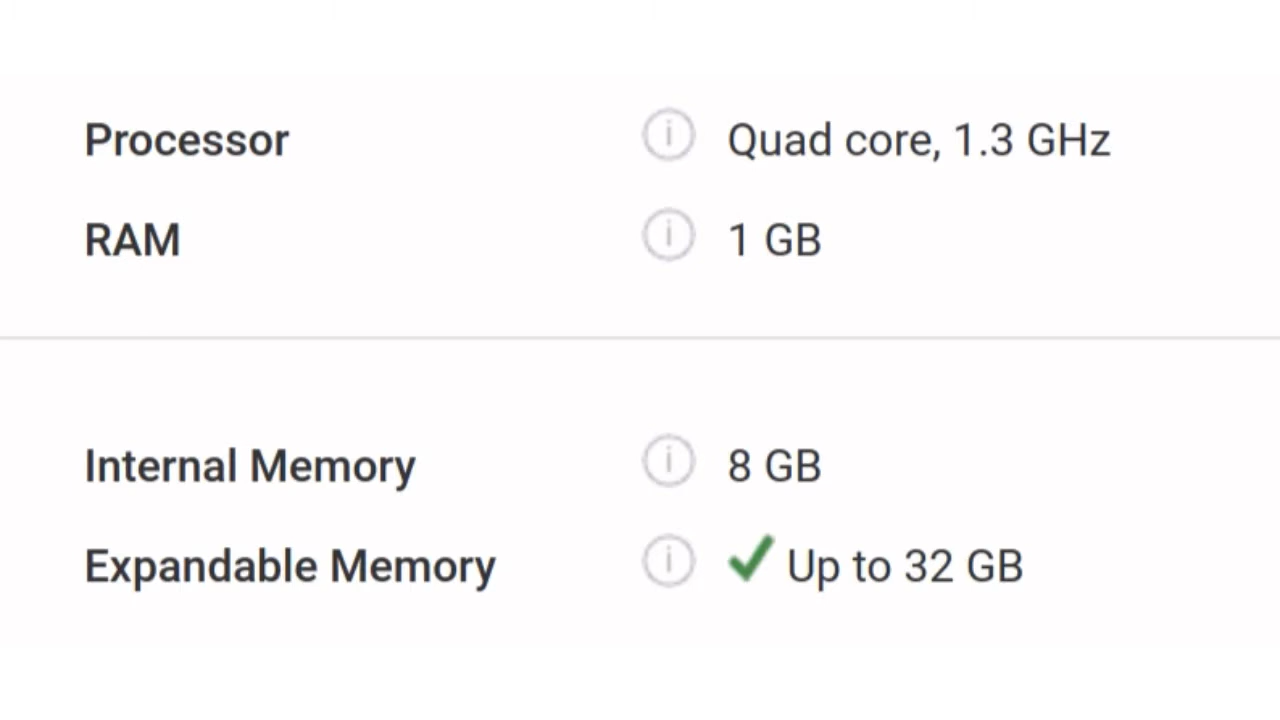 Processor Quad core, 1.3 GHz
RAM 1 GB
Internal Memory 8 GB
Expandable Memory ✔ Up to 32 GB